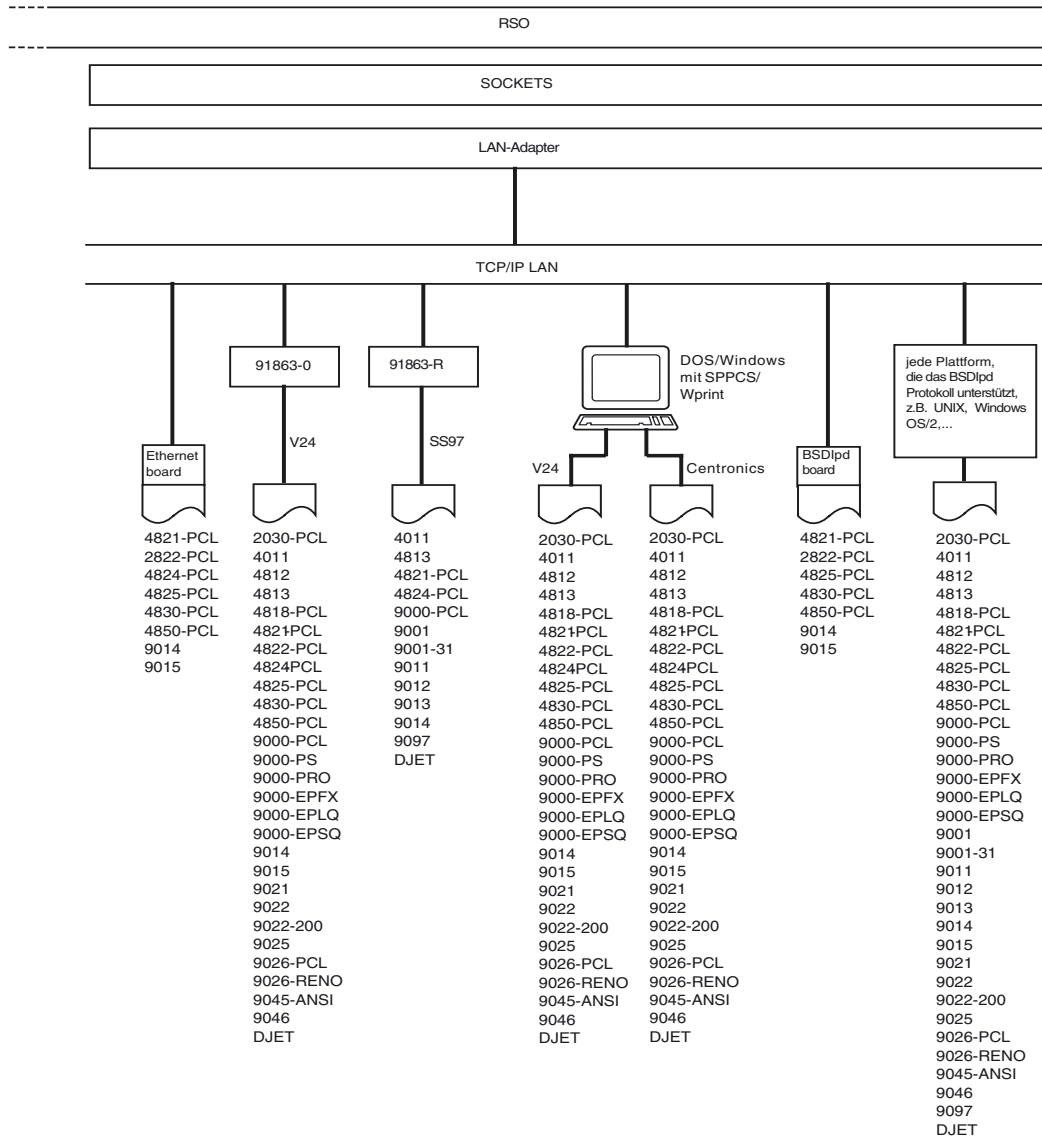 RSO
SOCKETS
LAN-Adapter
TCP/IP LAN
Ethernet
board
4821-PCL
2822-PCL
4824-PCL
4825-PCL
4830-PCL
4850-PCL
9014
9015
91863-0
V24
2030-PCL
4011
4812
4813
4818-PCL
4821-PCL
4822-PCL
4824PCL
4825-PCL
4830-PCL
4850-PCL
9000-PCL
9000-PS
9000-PRO
9000-EPFX
9000-EPLQ
9000-EPSQ
9014
9015
9021
9022
9022-200
9025
9026-PCL
9026-RENO
9045-ANSI
9046
DJET
91863-R
SS97
4011
4813
4821-PCL
4824-PCL
9000-PCL
9001
9001-31
9011
9012
9013
9014
9097
DJET
DOS/Windows
mit SPPCS/
Wprint
V24
2030-PCL
4011
4812
4813
4818-PCL
4821-PCL
4822-PCL
4824PCL
4825-PCL
4830-PCL
4850-PCL
9000-PCL
9000-PS
9000-PRO
9000-EPFX
9000-EPLQ
9000-EPSQ
9014
9015
9021
9022
9022-200
9025
9026-PCL
9026-RENO
9045-ANSI
9046
DJET
Centronics
2030-PCL
4011
4812
4813
4818-PCL
4821-PCL
4822-PCL
4824PCL
4825-PCL
4830-PCL
4850-PCL
9000-PCL
9000-PS
9000-PRO
9000-EPFX
9000-EPLQ
9000-EPSQ
9014
9015
9021
9022
9022-200
9025
9026-PCL
9026-RENO
9045-ANSI
9046
DJET
BSDlpd
board
4821-PCL
2822-PCL
4825-PCL
4830-PCL
4850-PCL
9014
9015
jede Plattform,
die das BSDlpd
Protokoll unterstützt,
z.B. UNIX, Windows
OS/2,...
2030-PCL
4011
4812
4813
4818-PCL
4821-PCL
4822-PCL
4825-PCL
4830-PCL
4850-PCL
9000-PCL
9000-PS
9000-PRO
9000-EPFX
9000-EPLQ
9000-EPSQ
9001
9001-31
9011
9012
9013
9014
9015
9021
9022
9022-200
9025
9026-PCL
9026-RENO
9045-ANSI
9046
9097
DJET